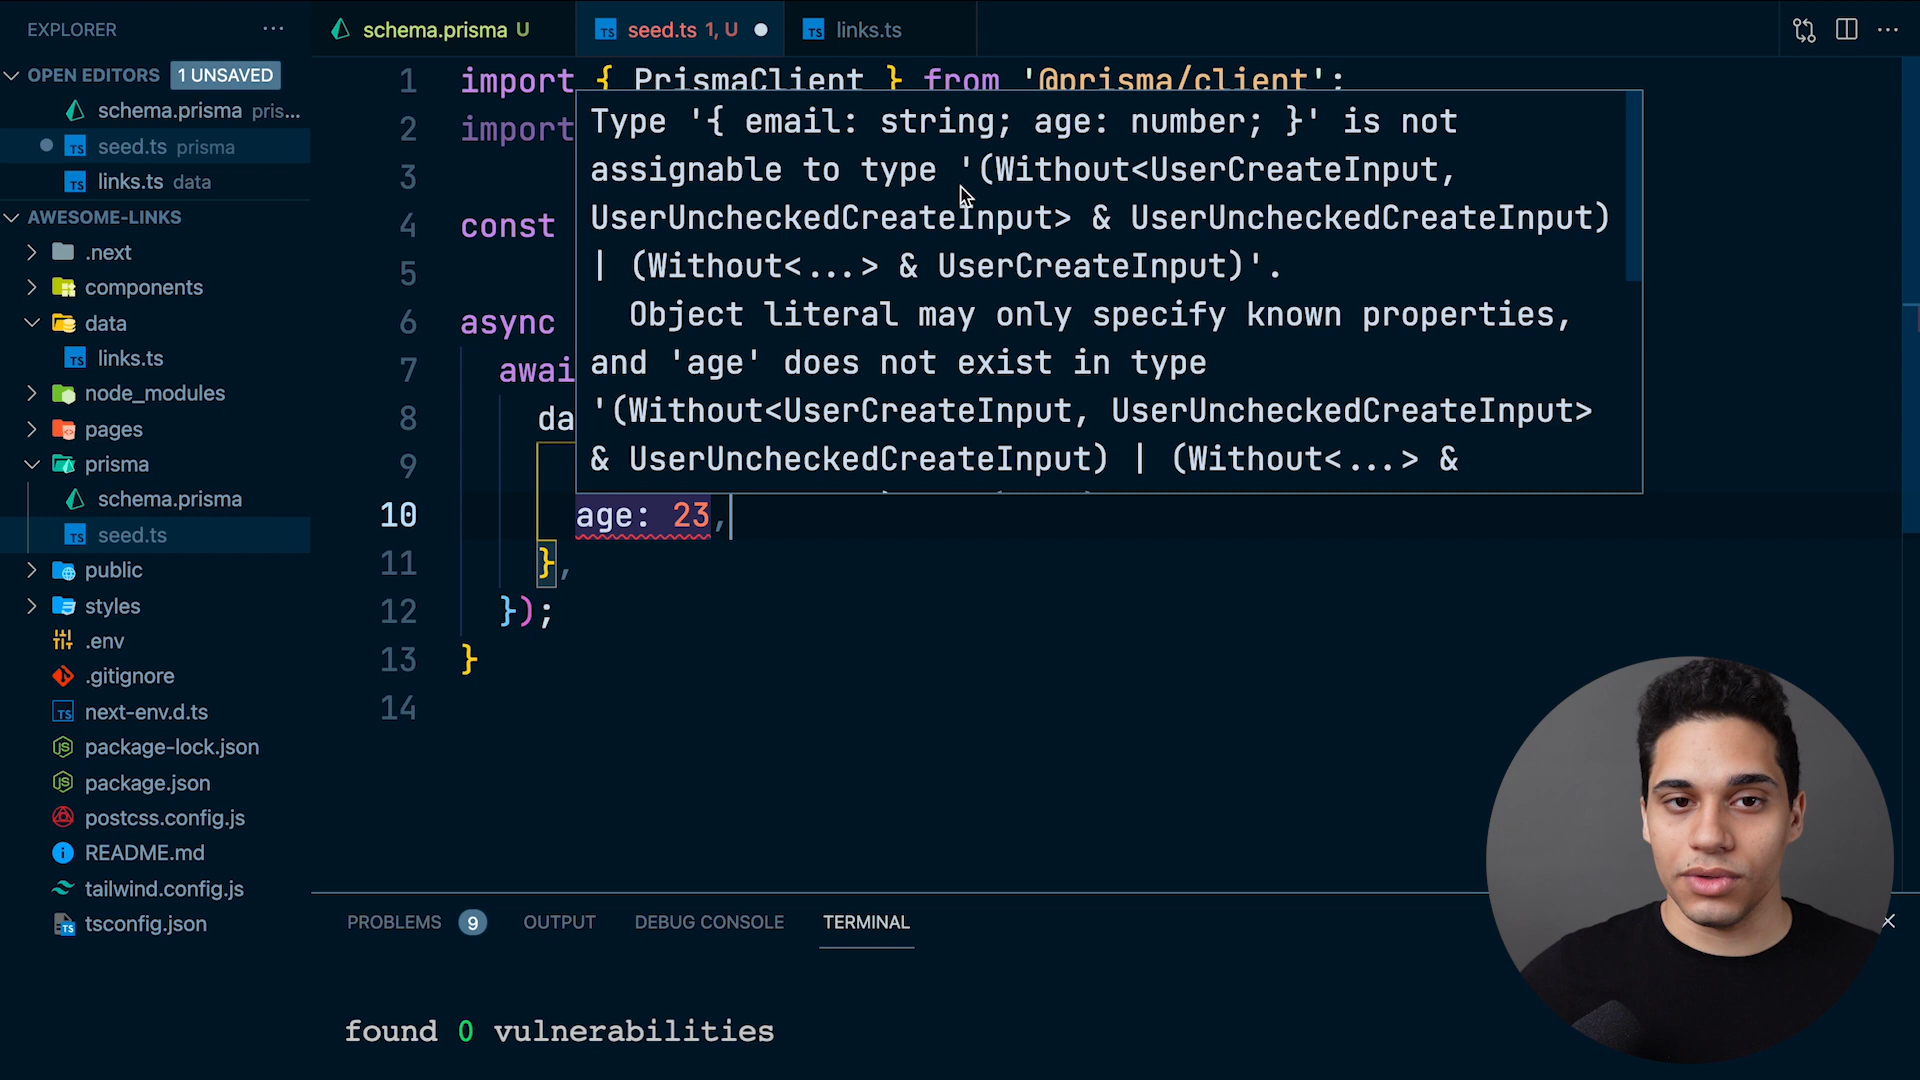 EXPLORER
OPEN EDITORS 1 UNSAVED
schema.prisma pris...
seed.ts prisma
links.ts data
AWESOME-LINKS
.next
components
data
links.ts
node_modules
pages
prisma
schema.prisma
seed.ts
public
styles
.env
.gitignore
next-env.d.ts
package-lock.json
package.json
postcss.config.js
README.md
tailwind.config.js
tsconfig.json
schema.prisma U
TS seed.ts 1, U
TS links.ts
1 import { PrismaClient } from '@prisma/client';
2 import
3
4 const
5
6 async
7 awai
8 da
9
10 age: 23,
11 },
12 });
13 }
14
Type '{ email: string; age: number; }' is not
assignable to type '(Without<UserCreateInput,
UserUncheckedCreateInput> & UserUncheckedCreateInput)
| (Without<...> & UserCreateInput)'.
Object literal may only specify known properties,
and 'age' does not exist in type
'(Without<UserCreateInput, UserUncheckedCreateInput>
& UserUncheckedCreateInput) | (Without<...> &
PROBLEMS 9 OUTPUT DEBUG CONSOLE TERMINAL
found 0 vulnerabilities